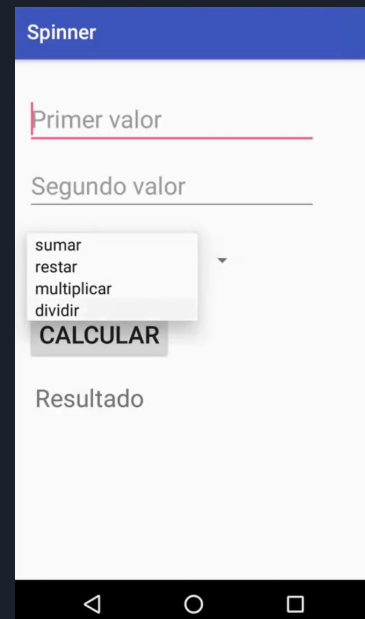 Spinner
Primer valor
Segundo valor
sumar
restar
multiplicar
dividir
CALCULAR
Resultado